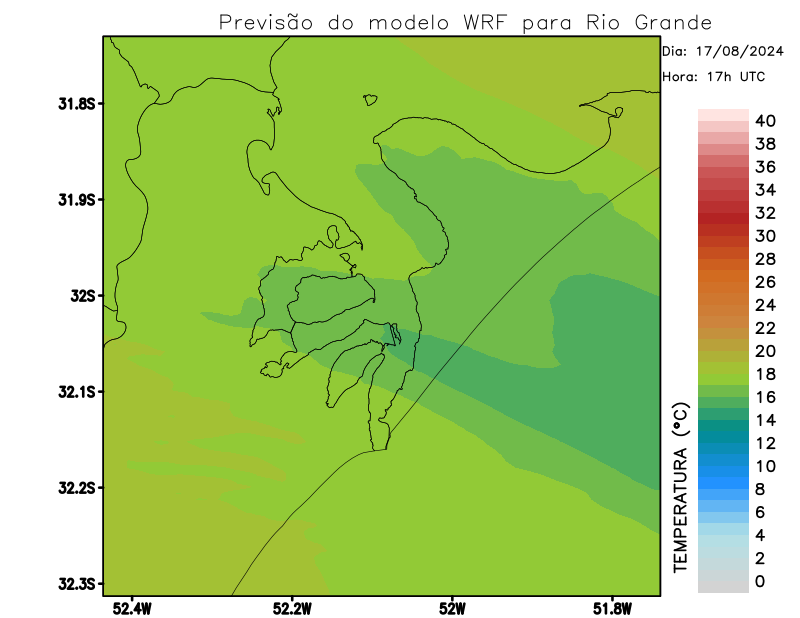 Previsão do modelo WRF para Rio Grande
Dia: 17/08/2024
Hora: 17h UTC
31.8S
31.9S
32S
32.1S
32.2S
32.3S
52.4W
52.2W
52W
51.8W
TEMPERATURA (°C)
40
38
36
34
32
30
28
26
24
22
20
18
16
14
12
10
8
6
4
2
0